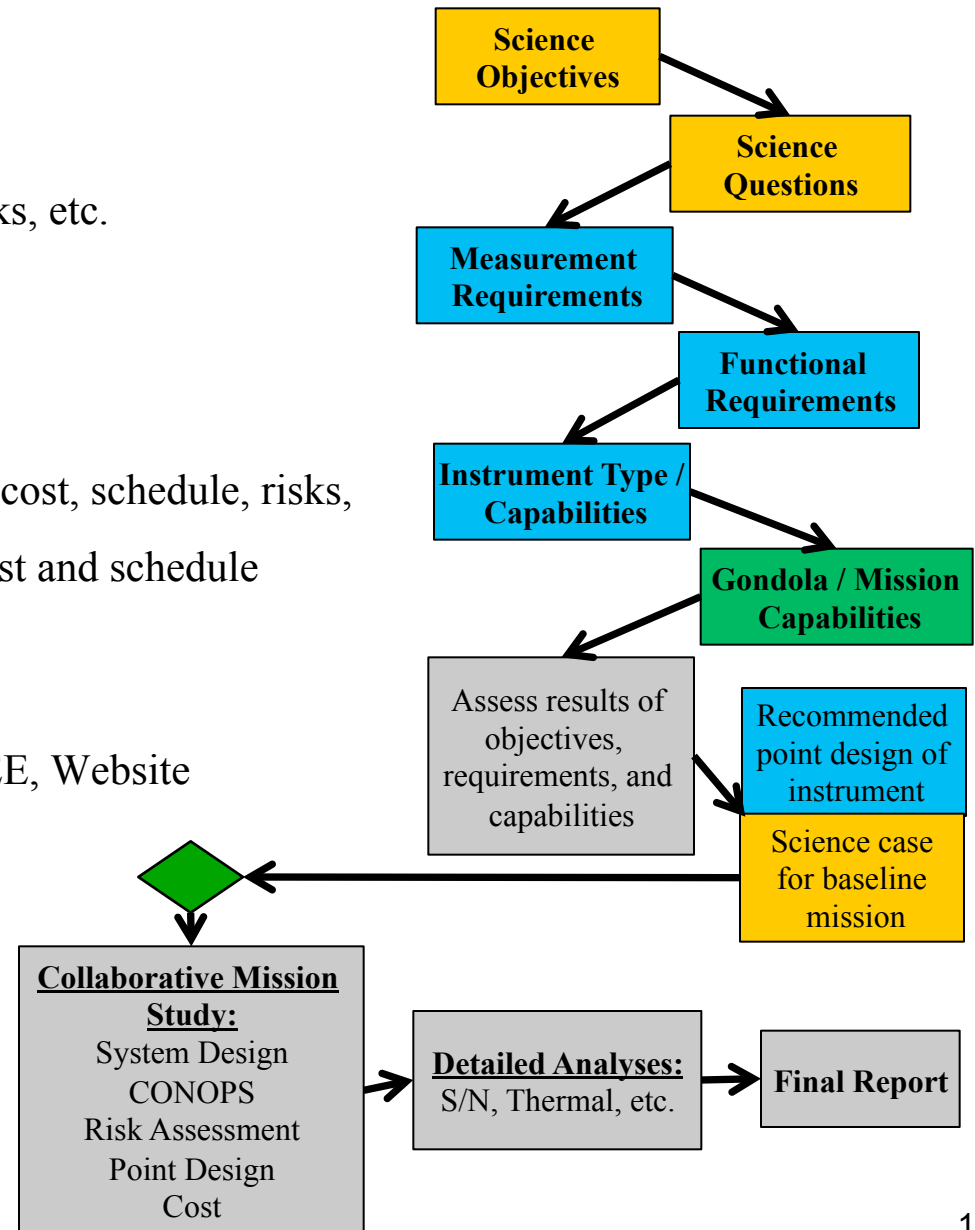 Science
Objectives
Science
Questions
ks, etc.
Measurement
Requirements
Functional
Requirements
Instrument Type /
Capabilities
cost, schedule, risks,
st and schedule
Gondola / Mission
Capabilities
Assess results of
objectives,
requirements, and
capabilities
Recommended
point design of
instrument
E, Website
Science case
for baseline
mission
Collaborative Mission
Study:
System Design
CONOPS
Risk Assessment
Point Design
Cost
Detailed Analyses:
S/N, Thermal, etc.
Final Report
1